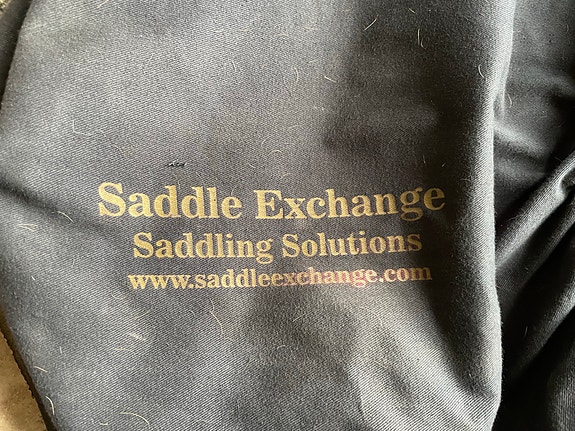 Saddle Exchange
Saddling Solutions
www.saddleexchange.com